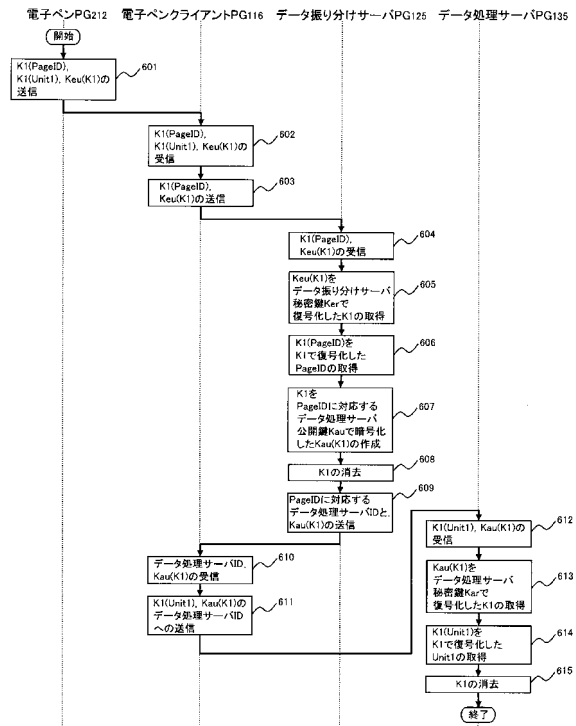 電子ペンPG212
電子ペンクライアントPG116
データ振り分けサーバPG125
データ処理サーバPG135
開始
K1(PageID),
K1(Unit1), Keu(K1)の
送信
601
K1(PageID),
K1(Unit1), Keu(K1)の
受信
602
K1(PageID),
Keu(K1)の送信
603
K1(PageID),
Keu(K1)の受信
604
Keu(K1)を
データ振り分けサーバ
秘密鍵Kerで
復号化したK1の取得
605
K1(PageID)を
K1で復号化した
PageIDの取得
606
K1を
PageIDに対応する
データ処理サーバ
公開鍵Kauで暗号化
したKau(K1)の作成
607
K1の消去
608
PageIDに対応する
データ処理サーバIDと,
Kau(K1)の送信
609
データ処理サーバID,
Kau(K1)の受信
610
K1(Unit1), Kau(K1)の
データ処理サーバID
への送信
611
K1(Unit1), Kau(K1)の
受信
612
Kau(K1)を
データ処理サーバ
秘密鍵Karで
復号化したK1の取得
613
K1(Unit1)を
K1で復号化した
Unit1の取得
614
K1の消去
615
終了